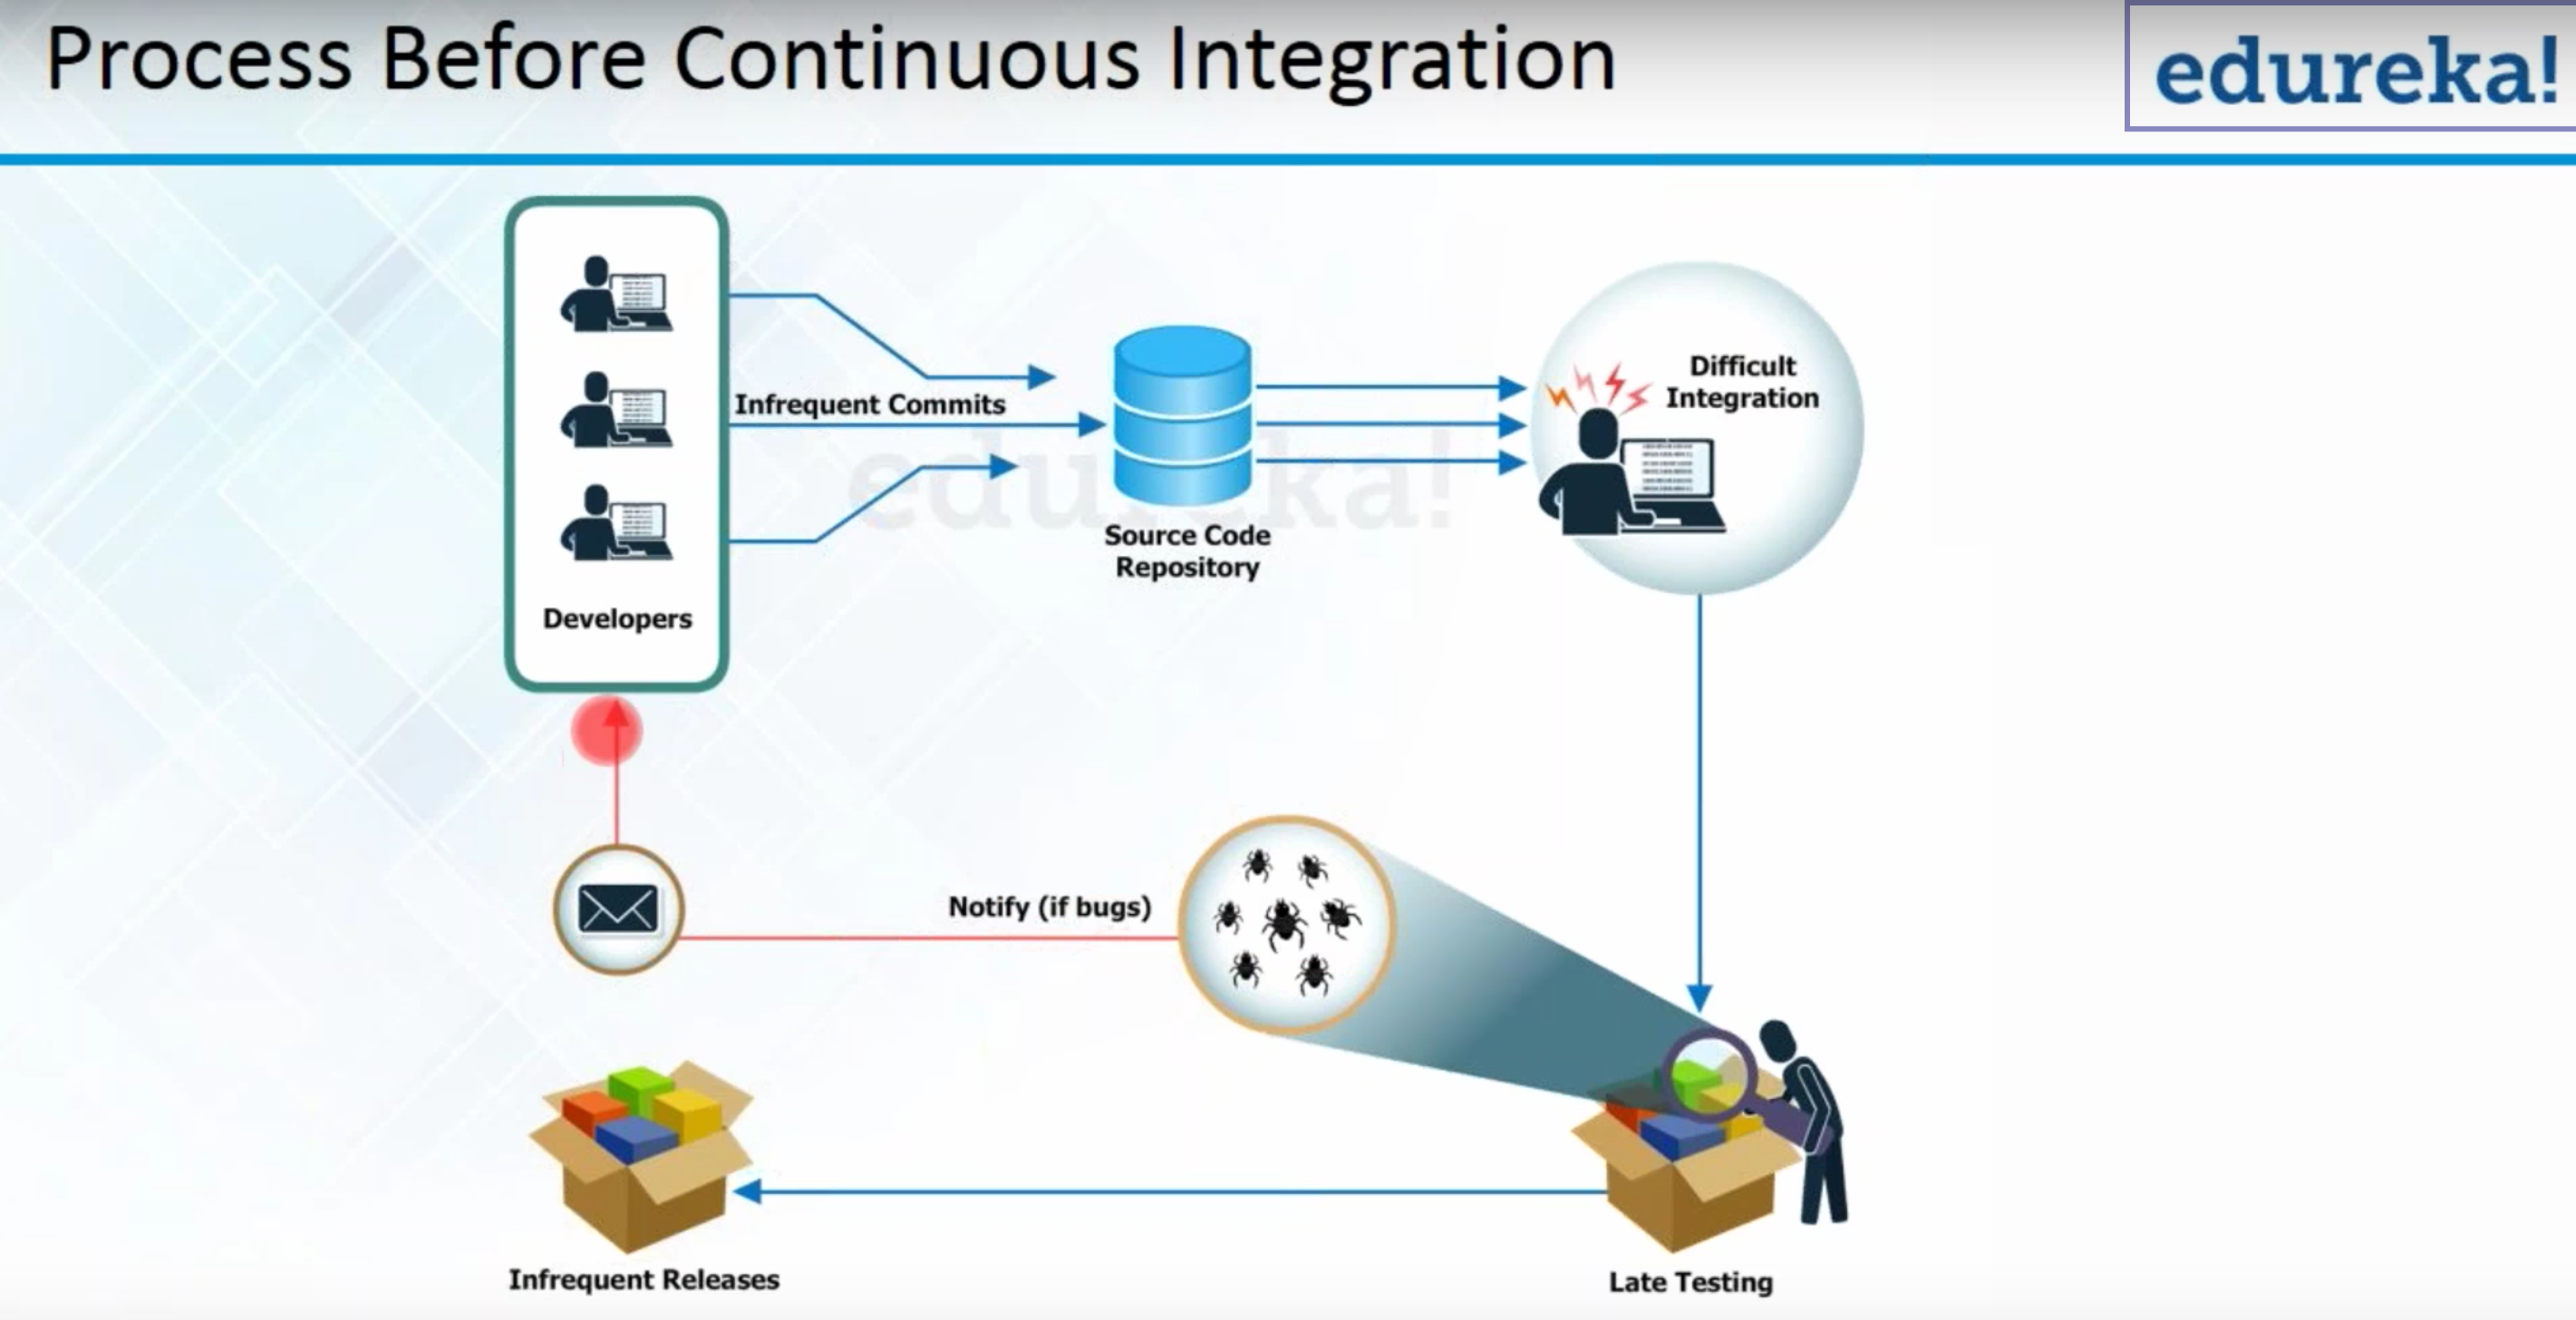 Process Before Continuous Integration
edureka!
Difficult
Integration
Infrequent Commits
edureka!
Source Code
Repository
Developers
Notify (if bugs)
Infrequent Releases
Late Testing